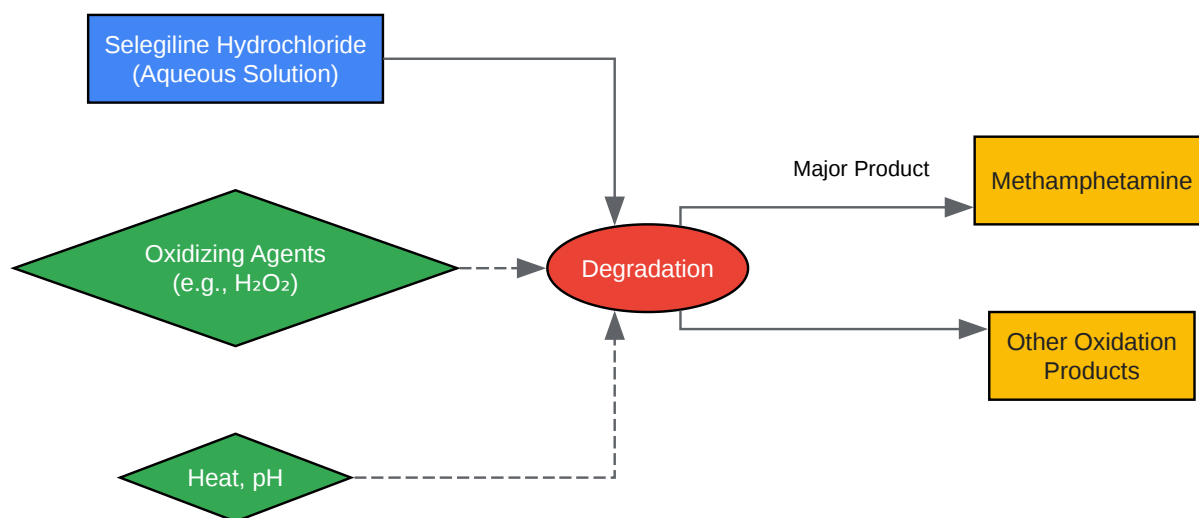 Selegiline Hydrochloride
(Aqueous Solution)
Major Product
Methamphetamine
Oxidizing Agents
(e.g., H₂O₂)
Degradation
Other Oxidation
Products
Heat, pH